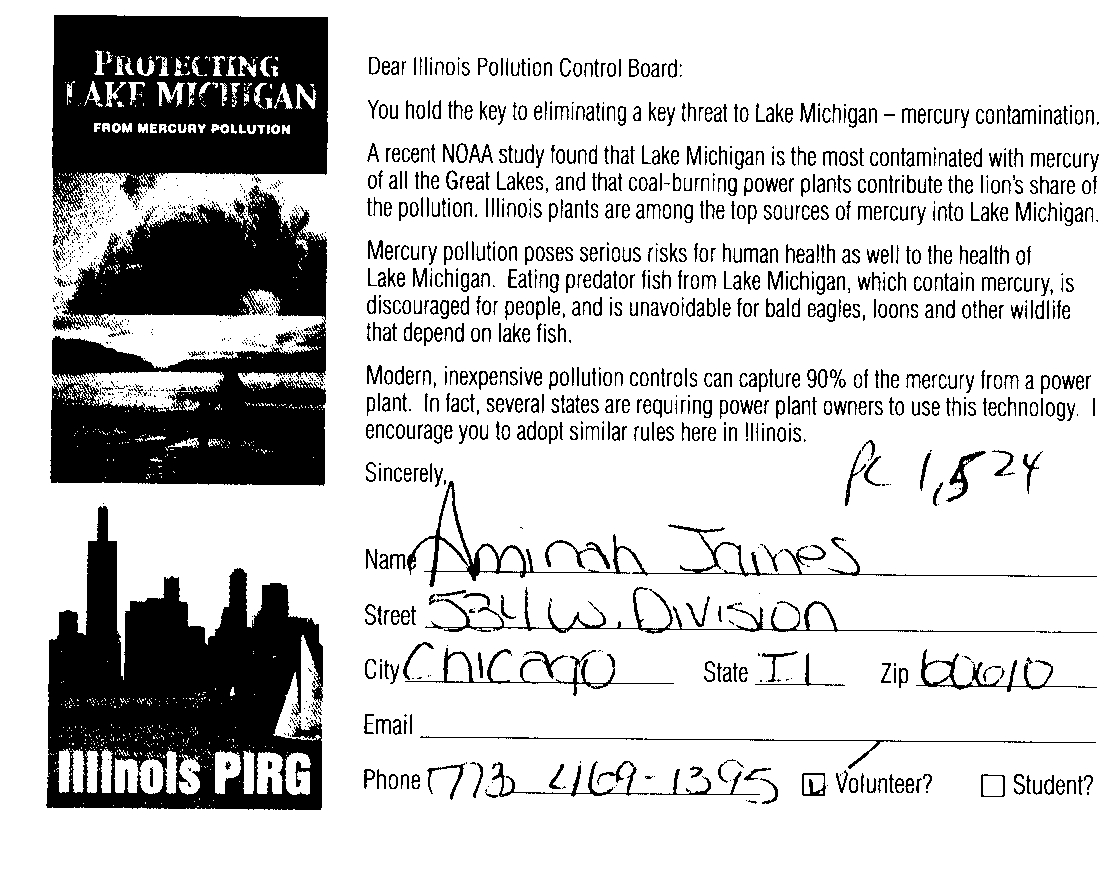 PROTECTING
LAKE MICHIGAN
FROM MERCURY POLLUTION
Illinois PIRG
Dear Illinois Pollution Control Board:
You hold the key to eliminating a key threat to Lake Michigan – mercury contamination.
A recent NOAA study found that Lake Michigan is the most contaminated with mercury
of all the Great Lakes, and that coal-burning power plants contribute the lion's share of
the pollution. Illinois plants are among the top sources of mercury into Lake Michigan.
Mercury pollution poses serious risks for human health as well to the health of
Lake Michigan. Eating predator fish from Lake Michigan, which contain mercury, is
discouraged for people, and is unavoidable for bald eagles, loons and other wildlife
that depend on lake fish.
Modern, inexpensive pollution controls can capture 90% of the mercury from a power
plant. In fact, several states are requiring power plant owners to use this technology. I
encourage you to adopt similar rules here in Illinois.
Sincerely,
PC 1,524
Name Aminah James
Street 534 W. Division
City Chicago State IL Zip 60610
Email
Phone (773 469-1395 Volunteer? Student?